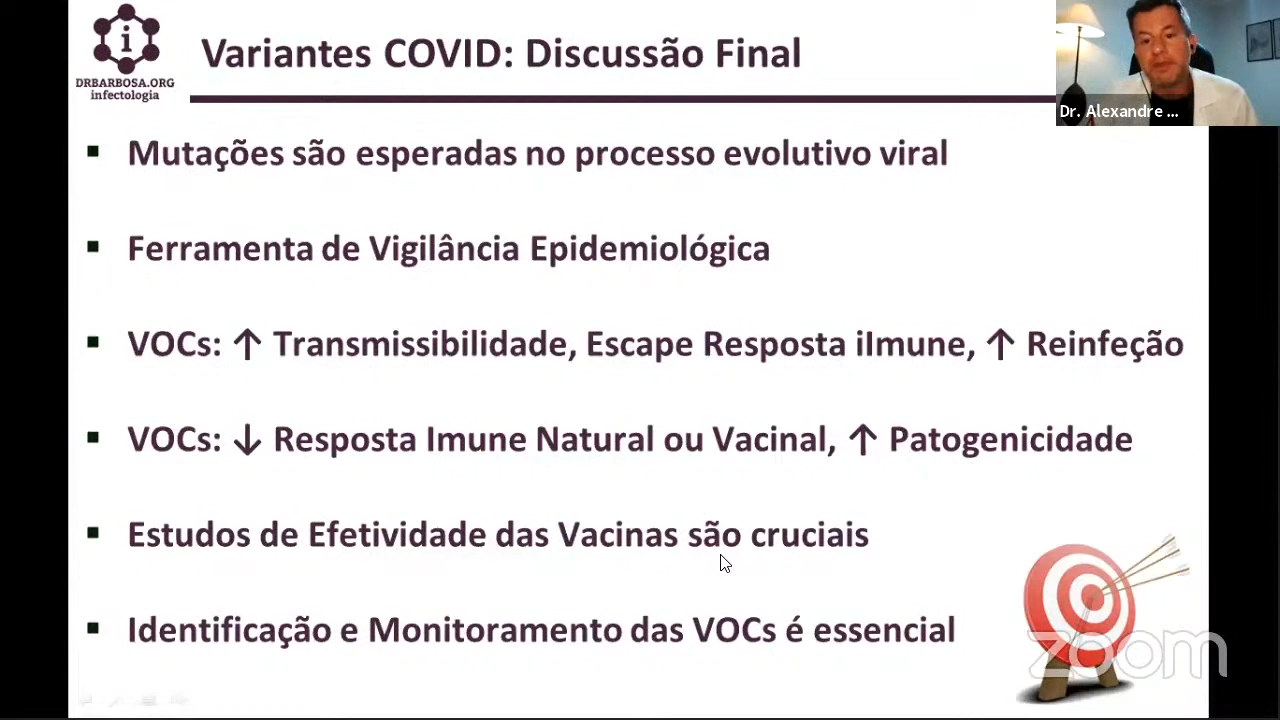 i
DRBARBOSA.ORG
infectologia
Variantes COVID: Discussão Final
Dr. Alexandre ...
▪ Mutações são esperadas no processo evolutivo viral
▪ Ferramenta de Vigilância Epidemiológica
▪ VOCs: ↑ Transmissibilidade, Escape Resposta iImune, ↑ Reinfeção
▪ VOCs: ↓ Resposta Imune Natural ou Vacinal, ↑ Patogenicidade
▪ Estudos de Efetividade das Vacinas são cruciais
▪ Identificação e Monitoramento das VOCs é essencial
zoom